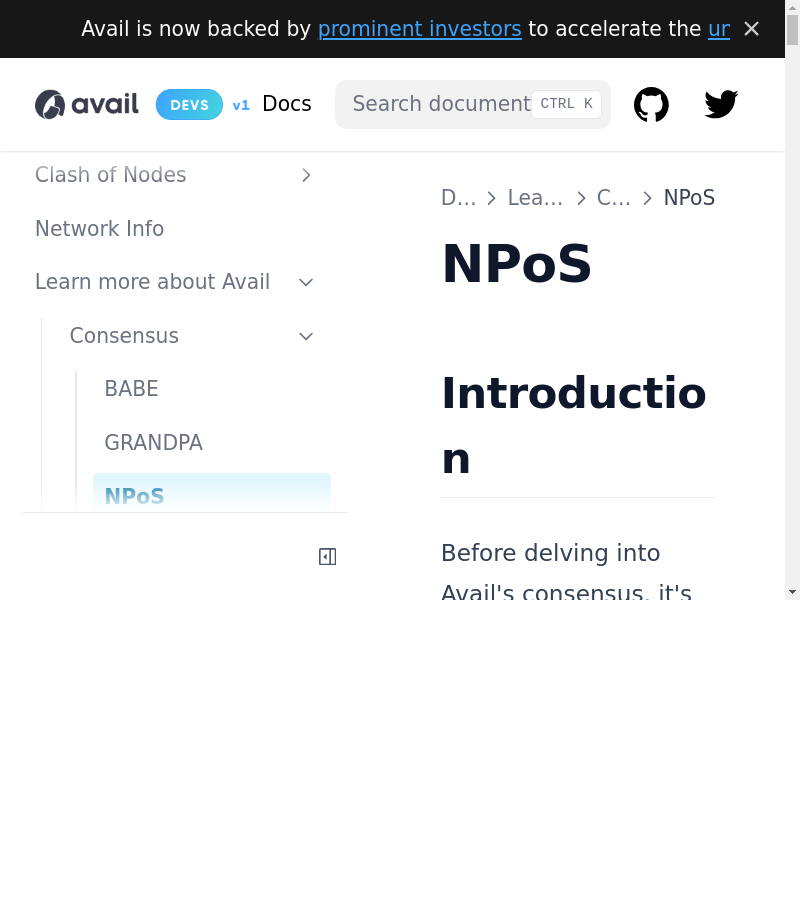 Avail is now backed by prominent investors to accelerate the ur
avail DEVS v1 Docs Search document CTRL K
Clash of Nodes
Network Info
Learn more about Avail
Consensus
BABE
GRANDPA
NPoS
D… Lea… C… NPoS
NPoS
Introductio
n
Before delving into
Avail's consensus, it's